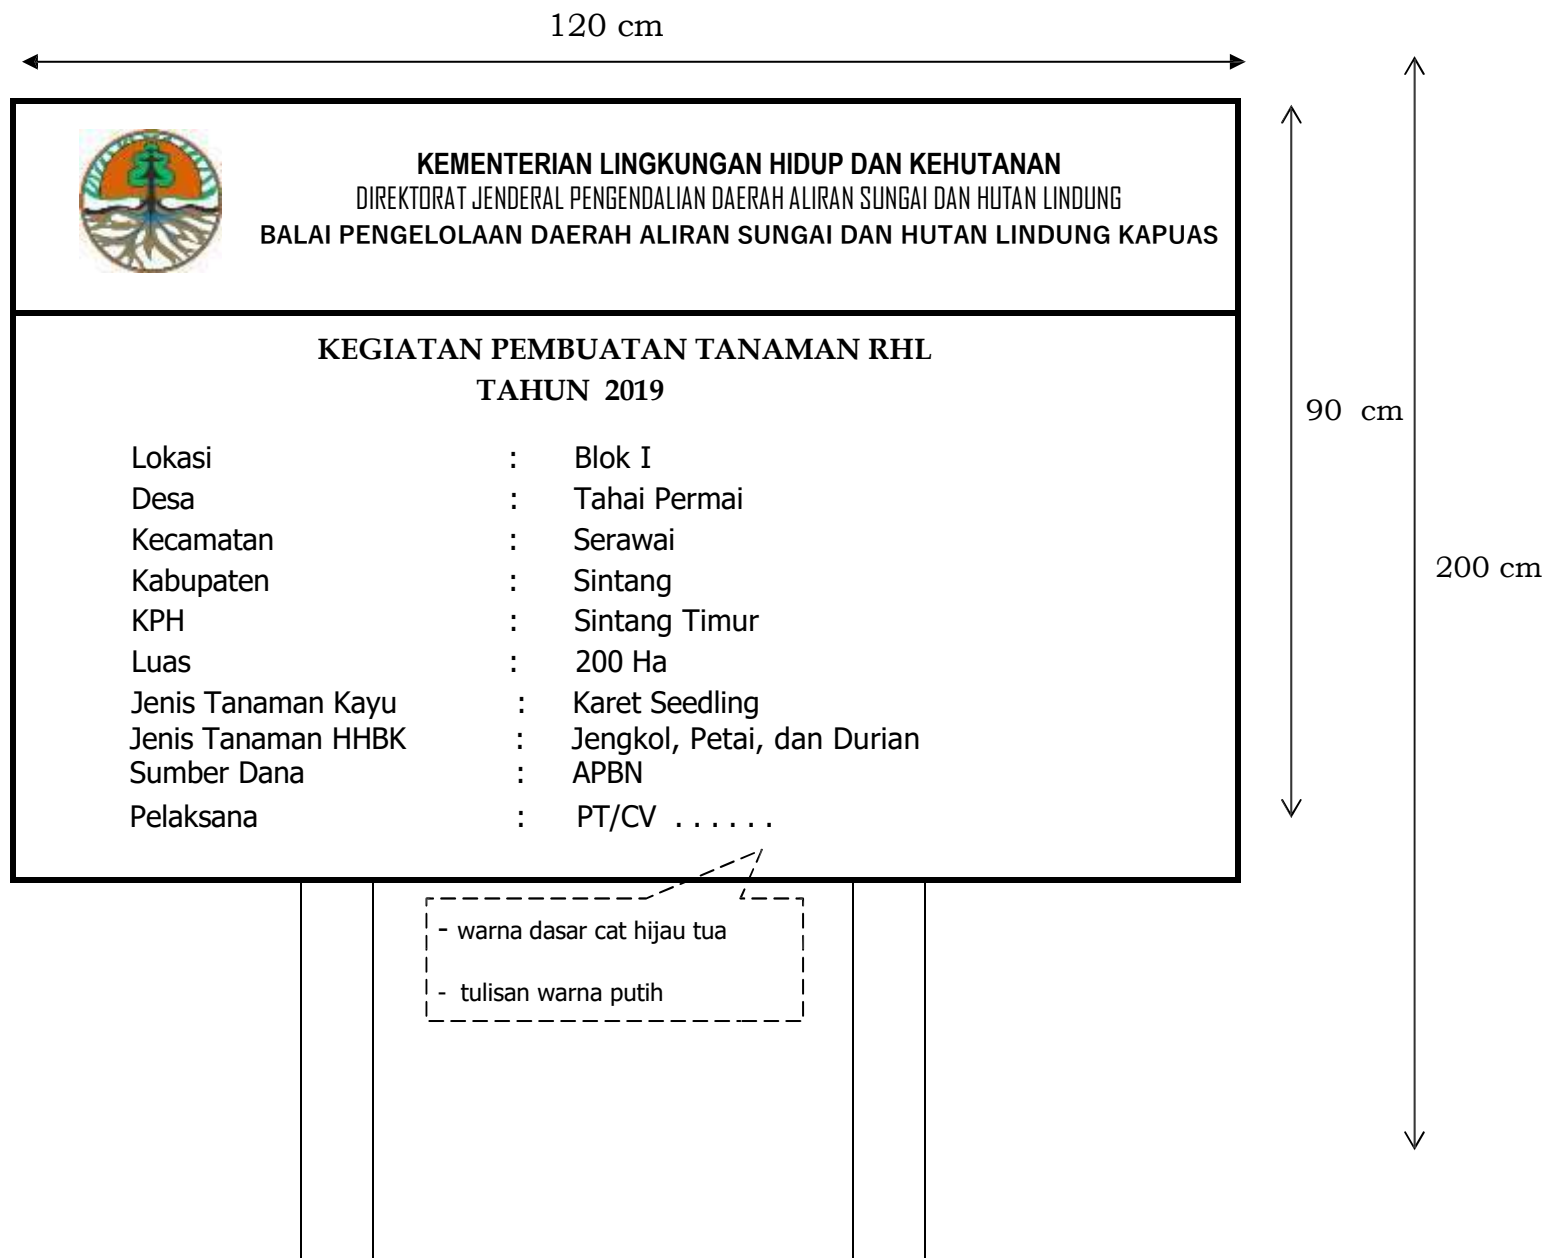 120 cm
KEMENTERIAN LINGKUNGAN HIDUP DAN KEHUTANAN
DIREKTORAT JENDERAL PENGENDALIAN DAERAH ALIRAN SUNGAI DAN HUTAN LINDUNG
BALAI PENGELOLAAN DAERAH ALIRAN SUNGAI DAN HUTAN LINDUNG KAPUAS
KEGIATAN PEMBUATAN TANAMAN RHL
TAHUN 2019
90 cm
Lokasi : Blok I
Desa : Tahai Permai
Kecamatan : Serawai
200 cm
Kabupaten : Sintang
KPH : Sintang Timur
Luas : 200 Ha
Jenis Tanaman Kayu : Karet Seedling
Jenis Tanaman HHBK : Jengkol, Petai, dan Durian
Sumber Dana : APBN
Pelaksana : PT/CV . . . . . .
- warna dasar cat hijau tua
- tulisan warna putih